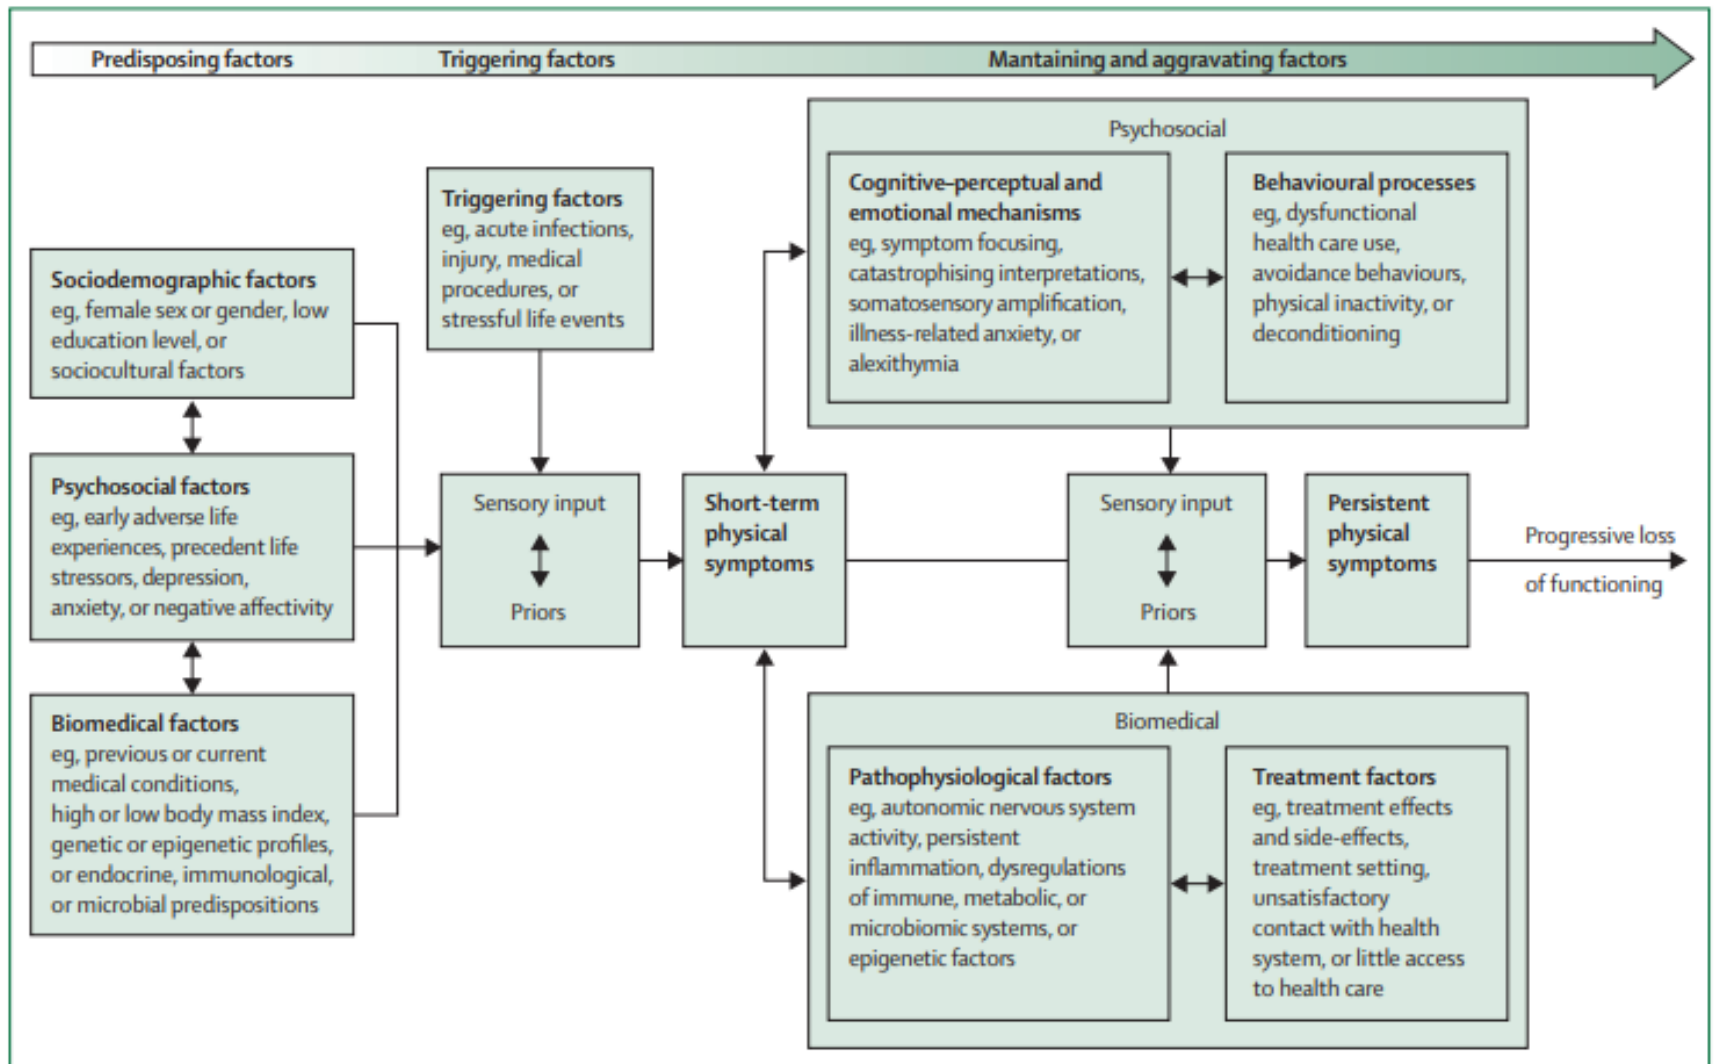 Predisposing factors
Triggering factors
Mantaining and aggravating factors
Sociodemographic factors
eg, female sex or gender, low
education level, or
sociocultural factors
Psychosocial factors
eg, early adverse life
experiences, precedent life
stressors, depression,
anxiety, or negative affectivity
Biomedical factors
eg, previous or current
medical conditions,
high or low body mass index,
genetic or epigenetic profiles,
or endocrine, immunological,
or microbial predispositions
Triggering factors
eg, acute infections,
injury, medical
procedures, or
stressful life events
Sensory input
Priors
Short-term
physical
symptoms
Psychosocial
Cognitive–perceptual and
emotional mechanisms
eg, symptom focusing,
catastrophising interpretations,
somatosensory amplification,
illness-related anxiety, or
alexithymia
Behavioural processes
eg, dysfunctional
health care use,
avoidance behaviours,
physical inactivity, or
deconditioning
Sensory input
Priors
Persistent
physical
symptoms
Progressive loss
of functioning
Biomedical
Pathophysiological factors
eg, autonomic nervous system
activity, persistent
inflammation, dysregulations
of immune, metabolic, or
microbiomic systems, or
epigenetic factors
Treatment factors
eg, treatment effects
and side-effects,
treatment setting,
unsatisfactory
contact with health
system, or little access
to health care